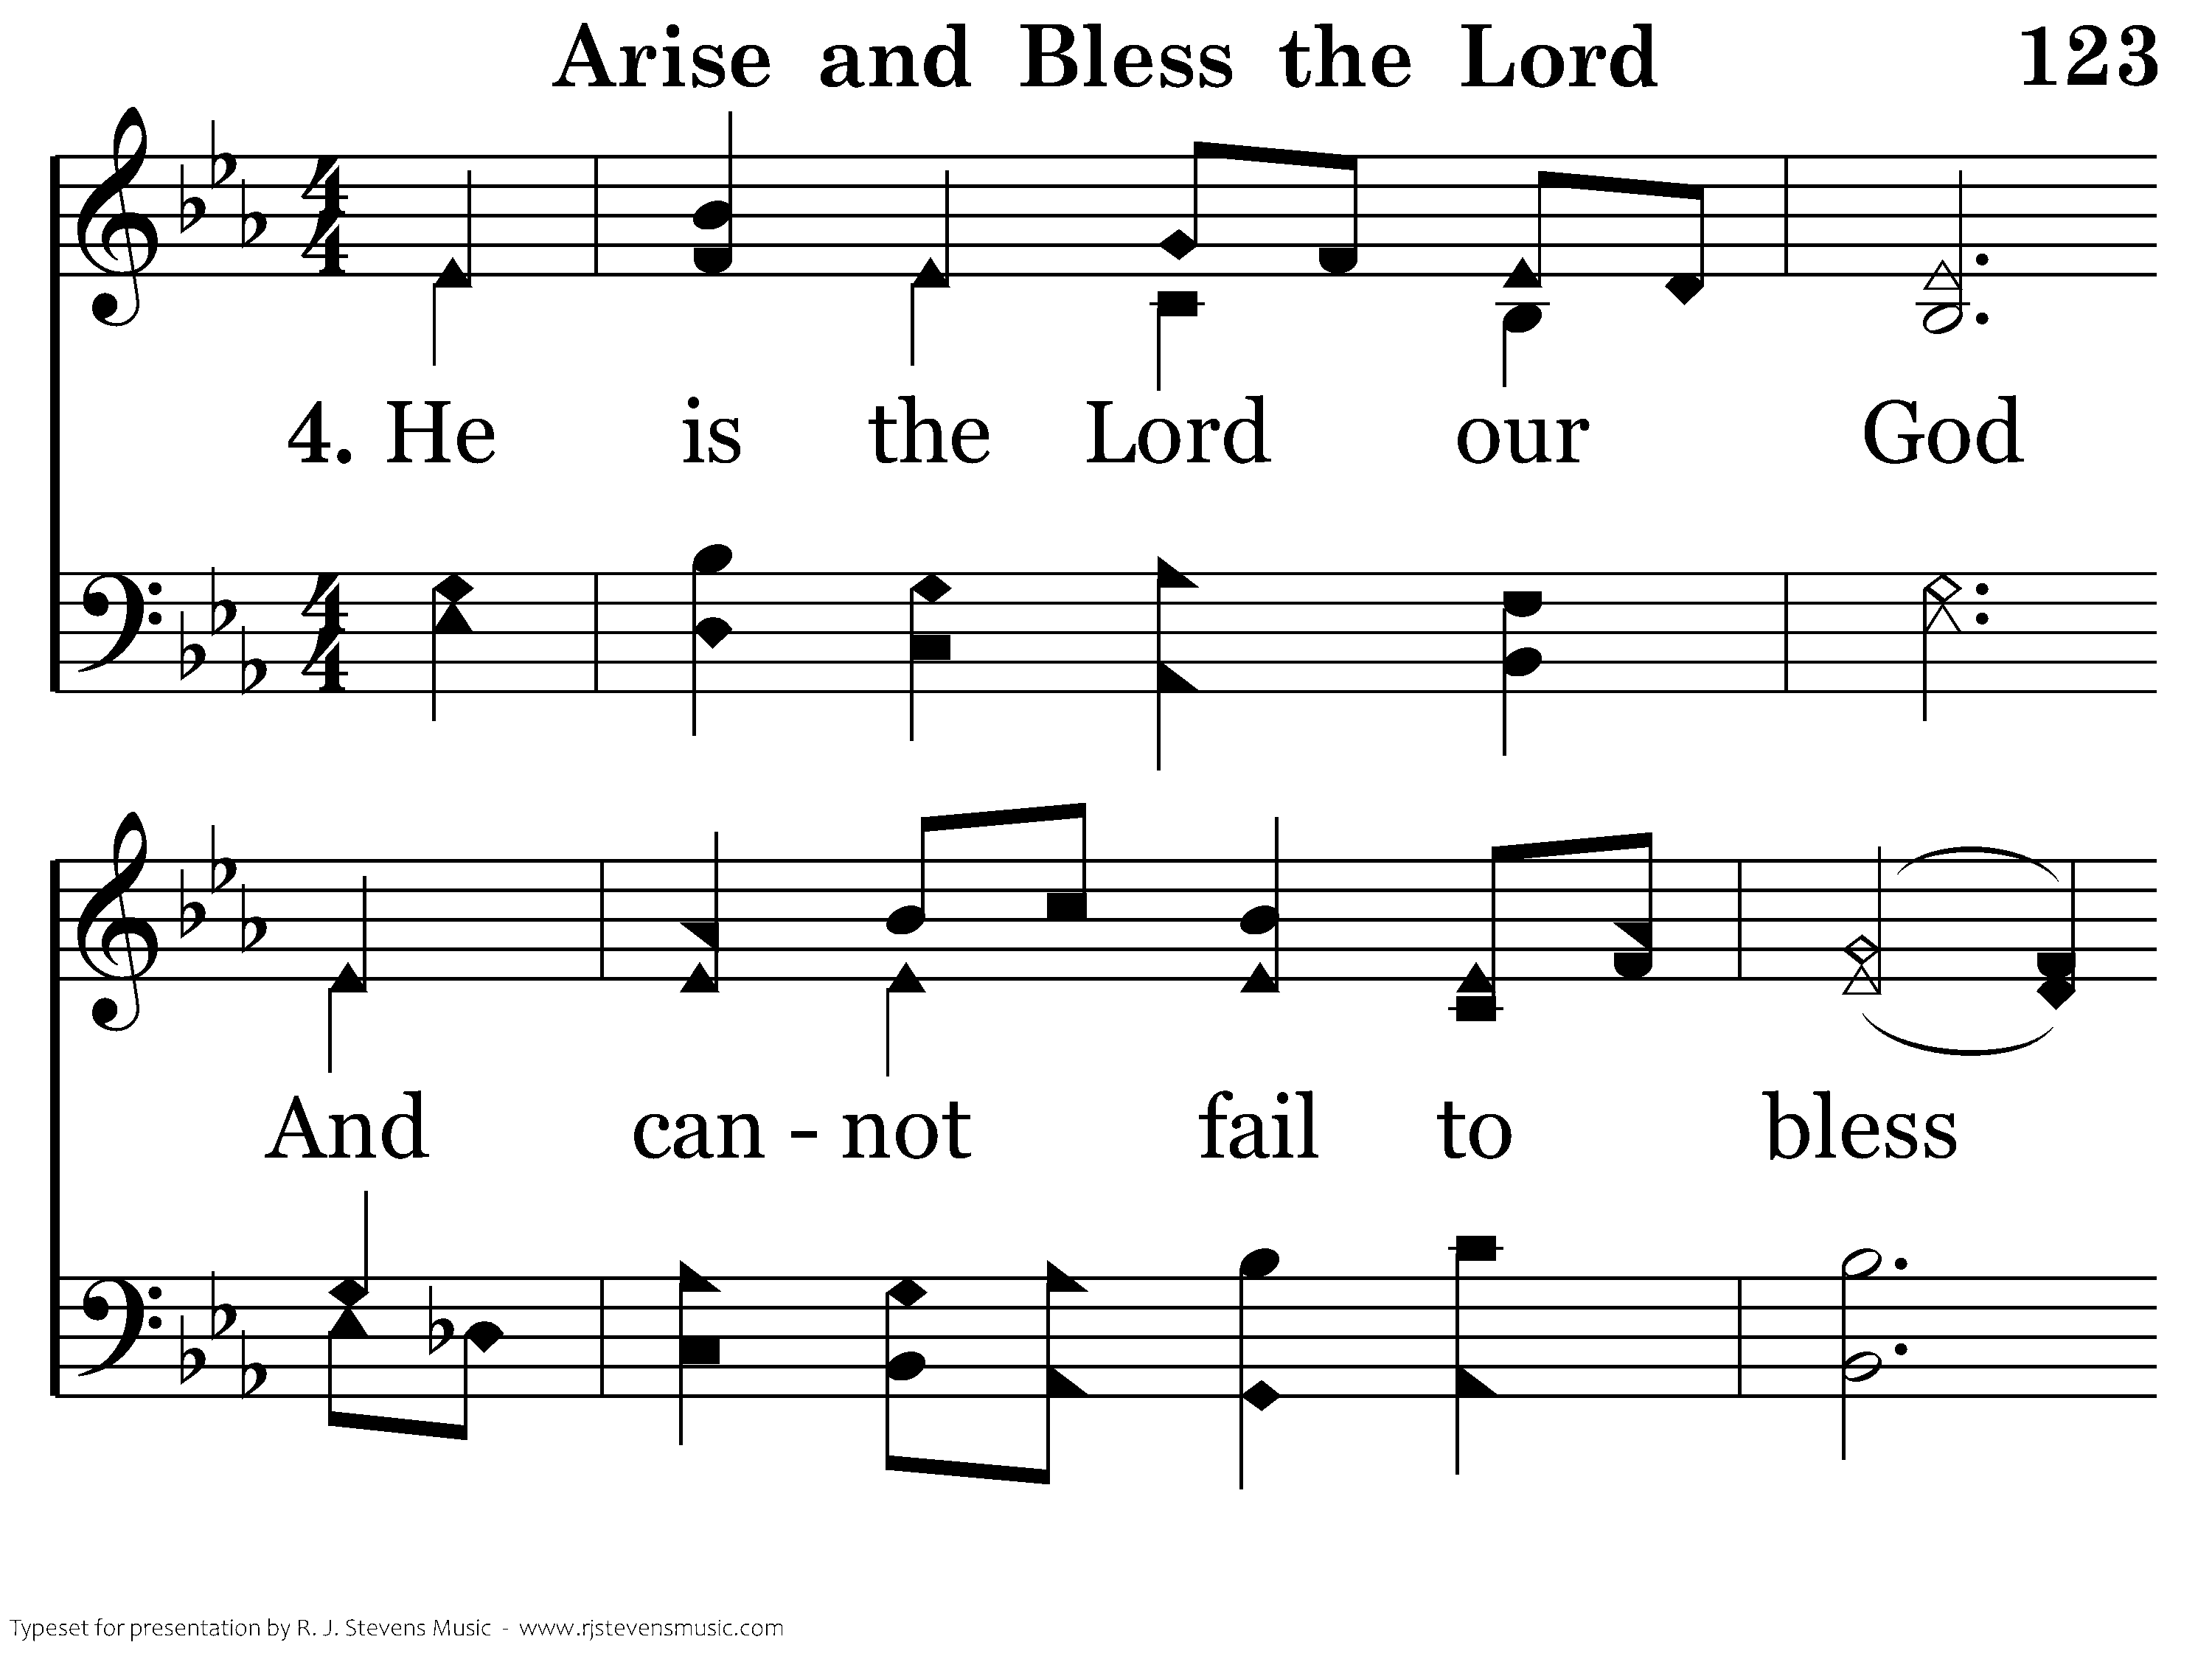 Arise and Bless the Lord 123
4. He is the Lord our God
And can - not fail to bless
Typeset for presentation by R. J. Stevens Music - www.rjstevensmusic.com